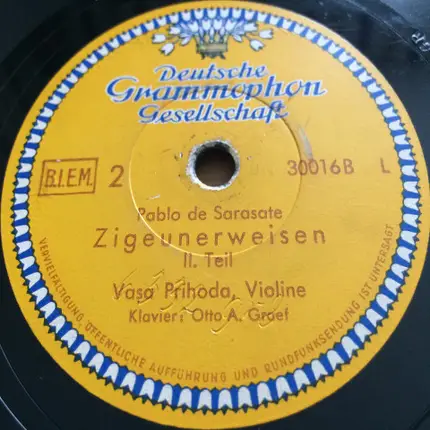 Deutsche
Grammophon
Gesellschaft
B.I.E.M. 2
30016B L
Pablo de Sarasate
Zigeunerweisen
II. Teil
Váša Prihoda, Violine
Klavier: Otto A. Graef
VERVIELFÄLTIGUNG, ÖFFENTLICHE AUFFÜHRUNG UND RUNDFUNKSENDUNG IST UNTERSAGT